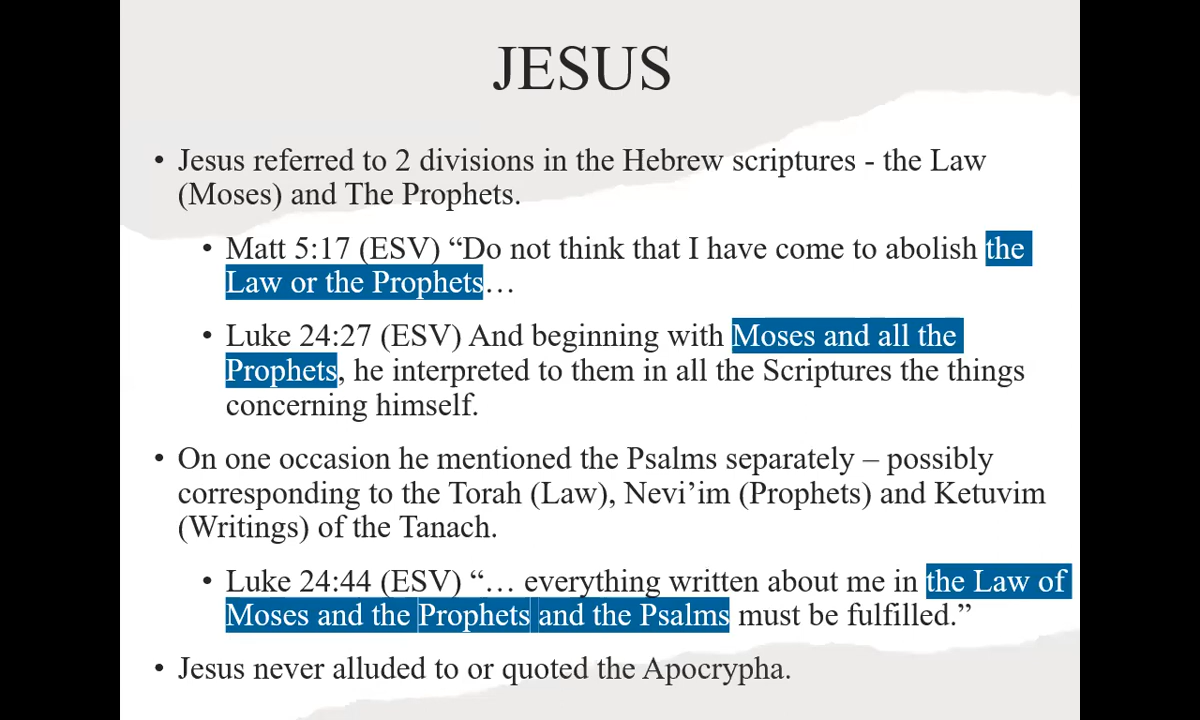 JESUS
• Jesus referred to 2 divisions in the Hebrew scriptures - the Law
(Moses) and The Prophets.
• Matt 5:17 (ESV) “Do not think that I have come to abolish the
Law or the Prophets…
• Luke 24:27 (ESV) And beginning with Moses and all the
Prophets, he interpreted to them in all the Scriptures the things
concerning himself.
• On one occasion he mentioned the Psalms separately – possibly
corresponding to the Torah (Law), Nevi’im (Prophets) and Ketuvim
(Writings) of the Tanach.
• Luke 24:44 (ESV) “… everything written about me in the Law of
Moses and the Prophets and the Psalms must be fulfilled.”
• Jesus never alluded to or quoted the Apocrypha.